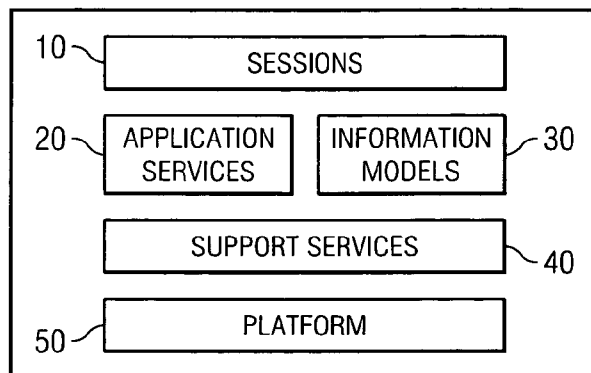 10
SESSIONS
20
APPLICATION
SERVICES
INFORMATION
MODELS
30
SUPPORT SERVICES
40
PLATFORM
50